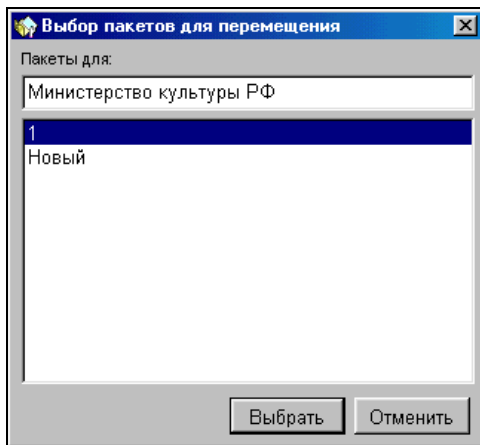 Выбор пакетов для перемещения
Пакеты для:
Министерство культуры РФ
1
Новый
Выбрать Отменить